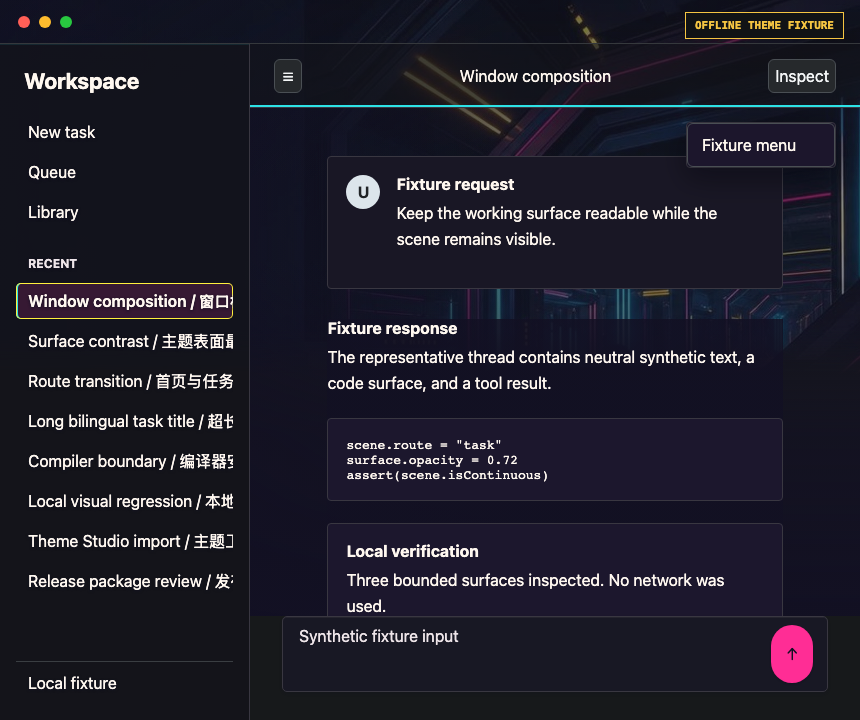 OFFLINE THEME FIXTURE
Workspace
New task
Queue
Library
RECENT
Window composition / 窗口
Surface contrast / 主题表面
Route transition / 首页与任务
Long bilingual task title / 超
Compiler boundary / 编译器
Local visual regression / 本地
Theme Studio import / 主题
Release package review / 发
Local fixture
Window composition
Inspect
Fixture menu
U
Fixture request
Keep the working surface readable while the
scene remains visible.
Fixture response
The representative thread contains neutral synthetic text, a
code surface, and a tool result.
scene.route = "task"
surface.opacity = 0.72
assert(scene.isContinuous)
Local verification
Three bounded surfaces inspected. No network was
used.
Synthetic fixture input